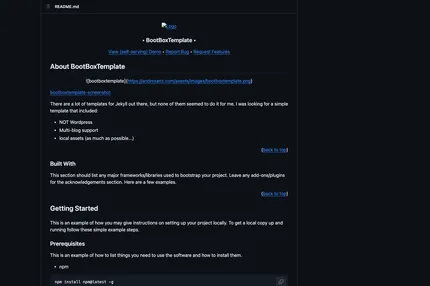 README.md
Logo
• BootBoxTemplate •
View (self-serving) Demo • Report Bug • Request Features
About BootBoxTemplate
![bootboxtemplate](https://andresanz.com/assets/images/bootboxtemplate.png)
bootboxtemplate-screenshot
There are a lot of templates for Jekyll out there, but none of them seemed to do it for me. I was looking for a simple
template that included:
• NOT Wordpress
• Multi-blog support
• local assets (as much as possible...)
(back to top)
Built With
This section should list any major frameworks/libraries used to bootstrap your project. Leave any add-ons/plugins
for the acknowledgements section. Here are a few examples.
(back to top)
Getting Started
This is an example of how you may give instructions on setting up your project locally. To get a local copy up and
running follow these simple example steps.
Prerequisites
This is an example of how to list things you need to use the software and how to install them.
• npm
npm install npm@latest -g